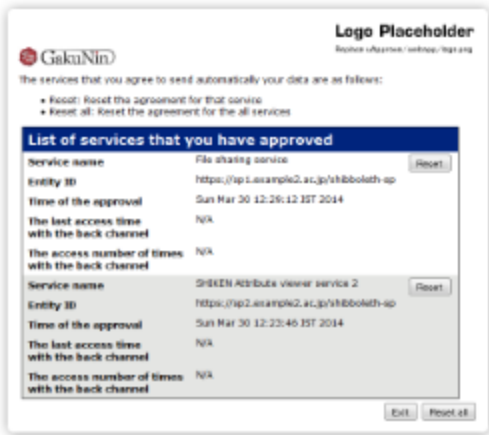 Logo Placeholder
GakuNin
The services that you agree to send automatically your data are as follows:
Reset: Reset the agreement for that service
Reset all: Reset the agreement for the all services
List of services that you have approved
Service name File sharing service Reset
Entity ID https://sp1.example2.ac.jp/shibboleth-sp
Time of the approval Sun Mar 30 12:29:12 JST 2014
The last access time N/A
with the back channel
The access number of times N/A
with the back channel
Service name SHIKEN Attribute viewer service 2 Reset
Entity ID https://sp2.example2.ac.jp/shibboleth-sp
Time of the approval Sun Mar 30 12:23:46 JST 2014
The last access time N/A
with the back channel
The access number of times N/A
with the back channel
Exit Reset all